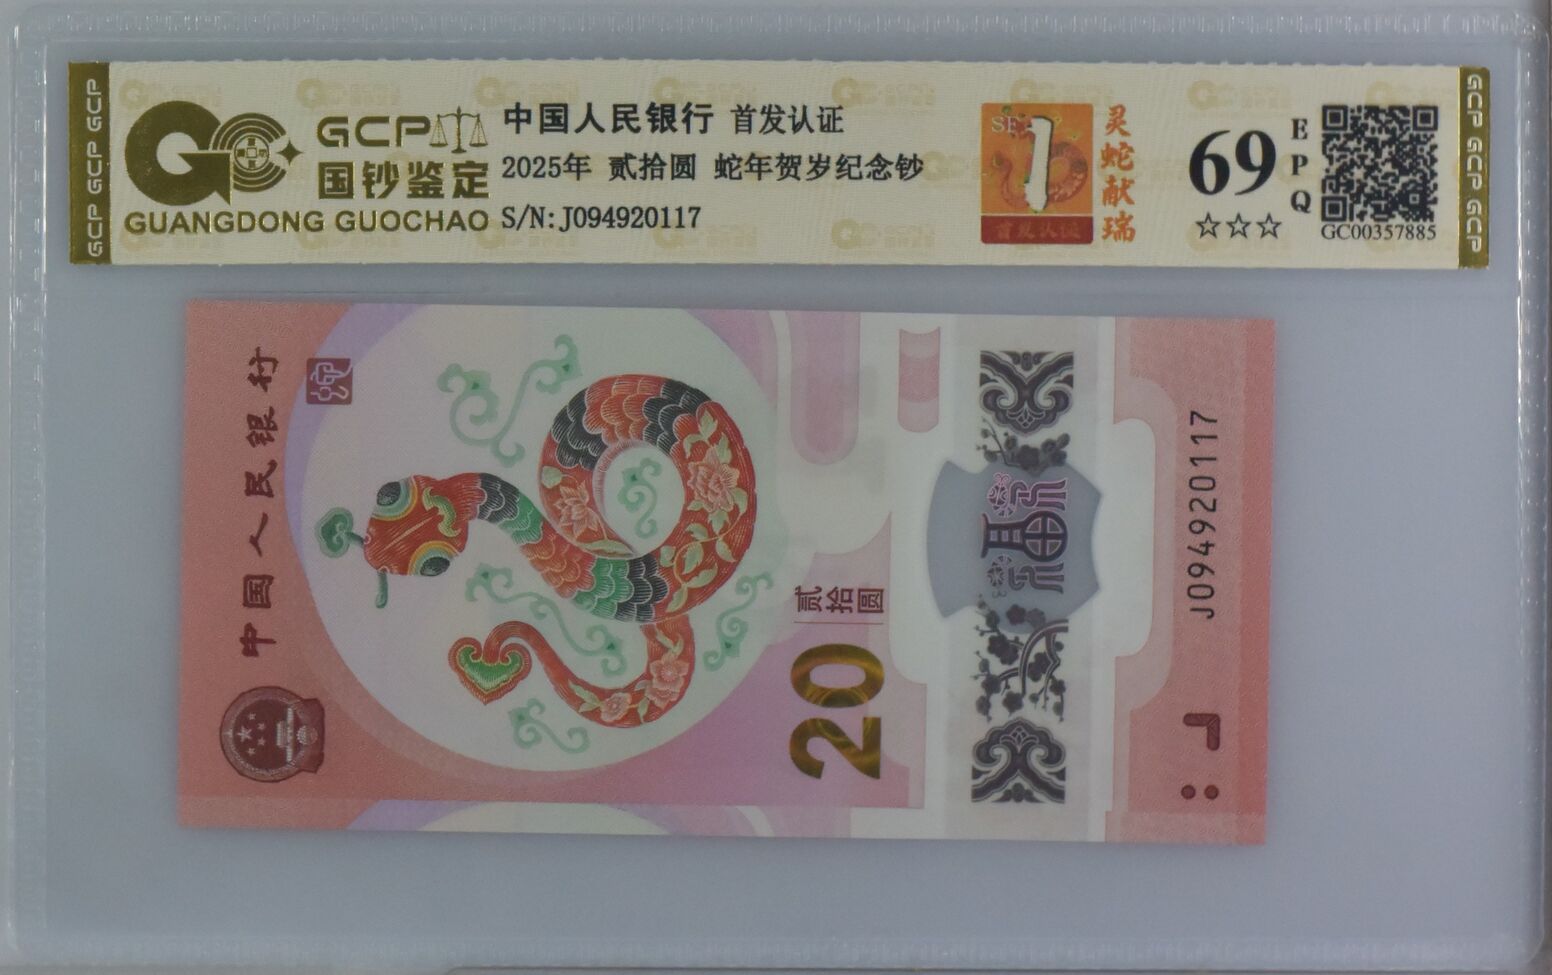 GCP GCP GCP
GCP
国钞鉴定
GUANGDONG GUOCHAO
中国人民银行 首发认证
2025年 贰拾圆 蛇年贺岁纪念钞
S/N:J094920117
1
首发认证
灵蛇献瑞
69
EPQ
☆☆☆
GC00357885
GCP GCP GCP
中国人民银行
贰拾圆
20
福
J094920117